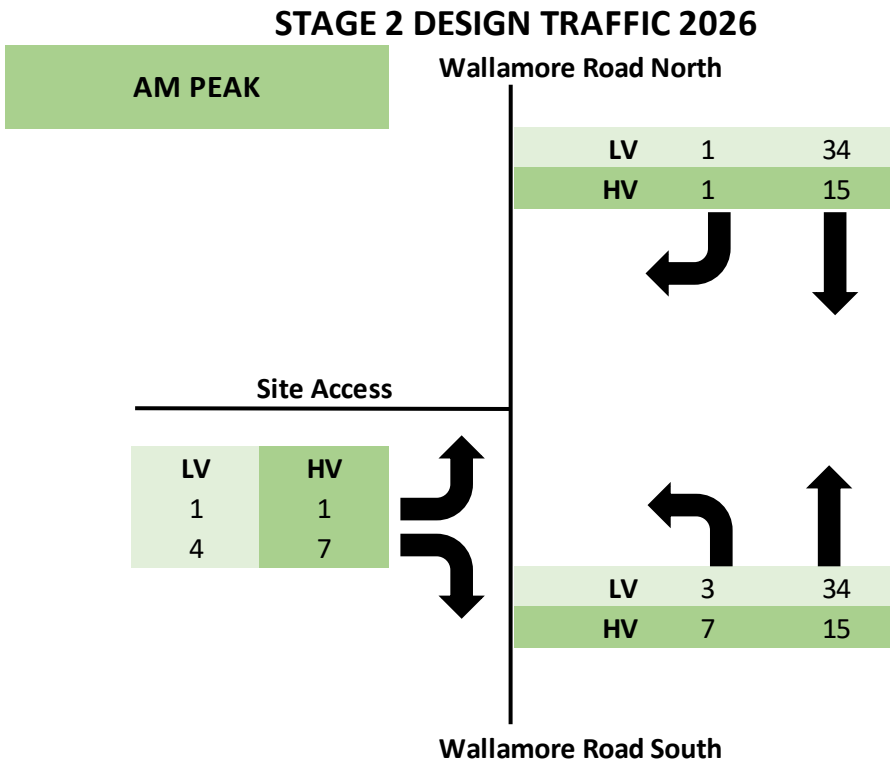 STAGE 2 DESIGN TRAFFIC 2026
AM PEAK
Wallamore Road North
LV 1 34
HV 1 15
Site Access
LV HV
1 1
4 7
LV 3 34
HV 7 15
Wallamore Road South